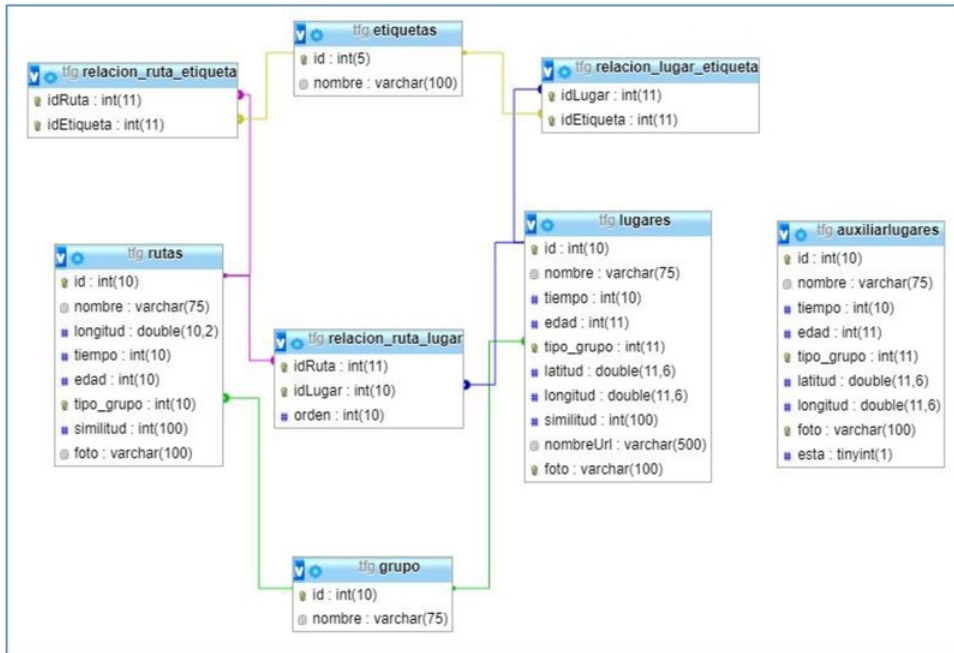 tfg etiquetas
id : int(5)
nombre : varchar(100)
tfg relacion_ruta_etiqueta
idRuta : int(11)
idEtiqueta : int(11)
tfg relacion_lugar_etiqueta
idLugar : int(11)
idEtiqueta : int(11)
tfg rutas
id : int(10)
nombre : varchar(75)
# longitud : double(10,2)
# tiempo : int(10)
# edad : int(10)
tipo_grupo : int(10)
# similitud : int(100)
foto : varchar(100)
tfg relacion_ruta_lugar
idRuta : int(11)
idLugar : int(10)
# orden : int(10)
tfg lugares
id : int(10)
nombre : varchar(75)
# tiempo : int(10)
# edad : int(11)
tipo_grupo : int(11)
# latitud : double(11,6)
# longitud : double(11,6)
# similitud : int(100)
nombreUrl : varchar(500)
foto : varchar(100)
tfg auxiliarlugares
id : int(10)
nombre : varchar(75)
# tiempo : int(10)
# edad : int(11)
tipo_grupo : int(11)
# latitud : double(11,6)
# longitud : double(11,6)
foto : varchar(100)
# esta : tinyint(1)
tfg grupo
id : int(10)
nombre : varchar(75)